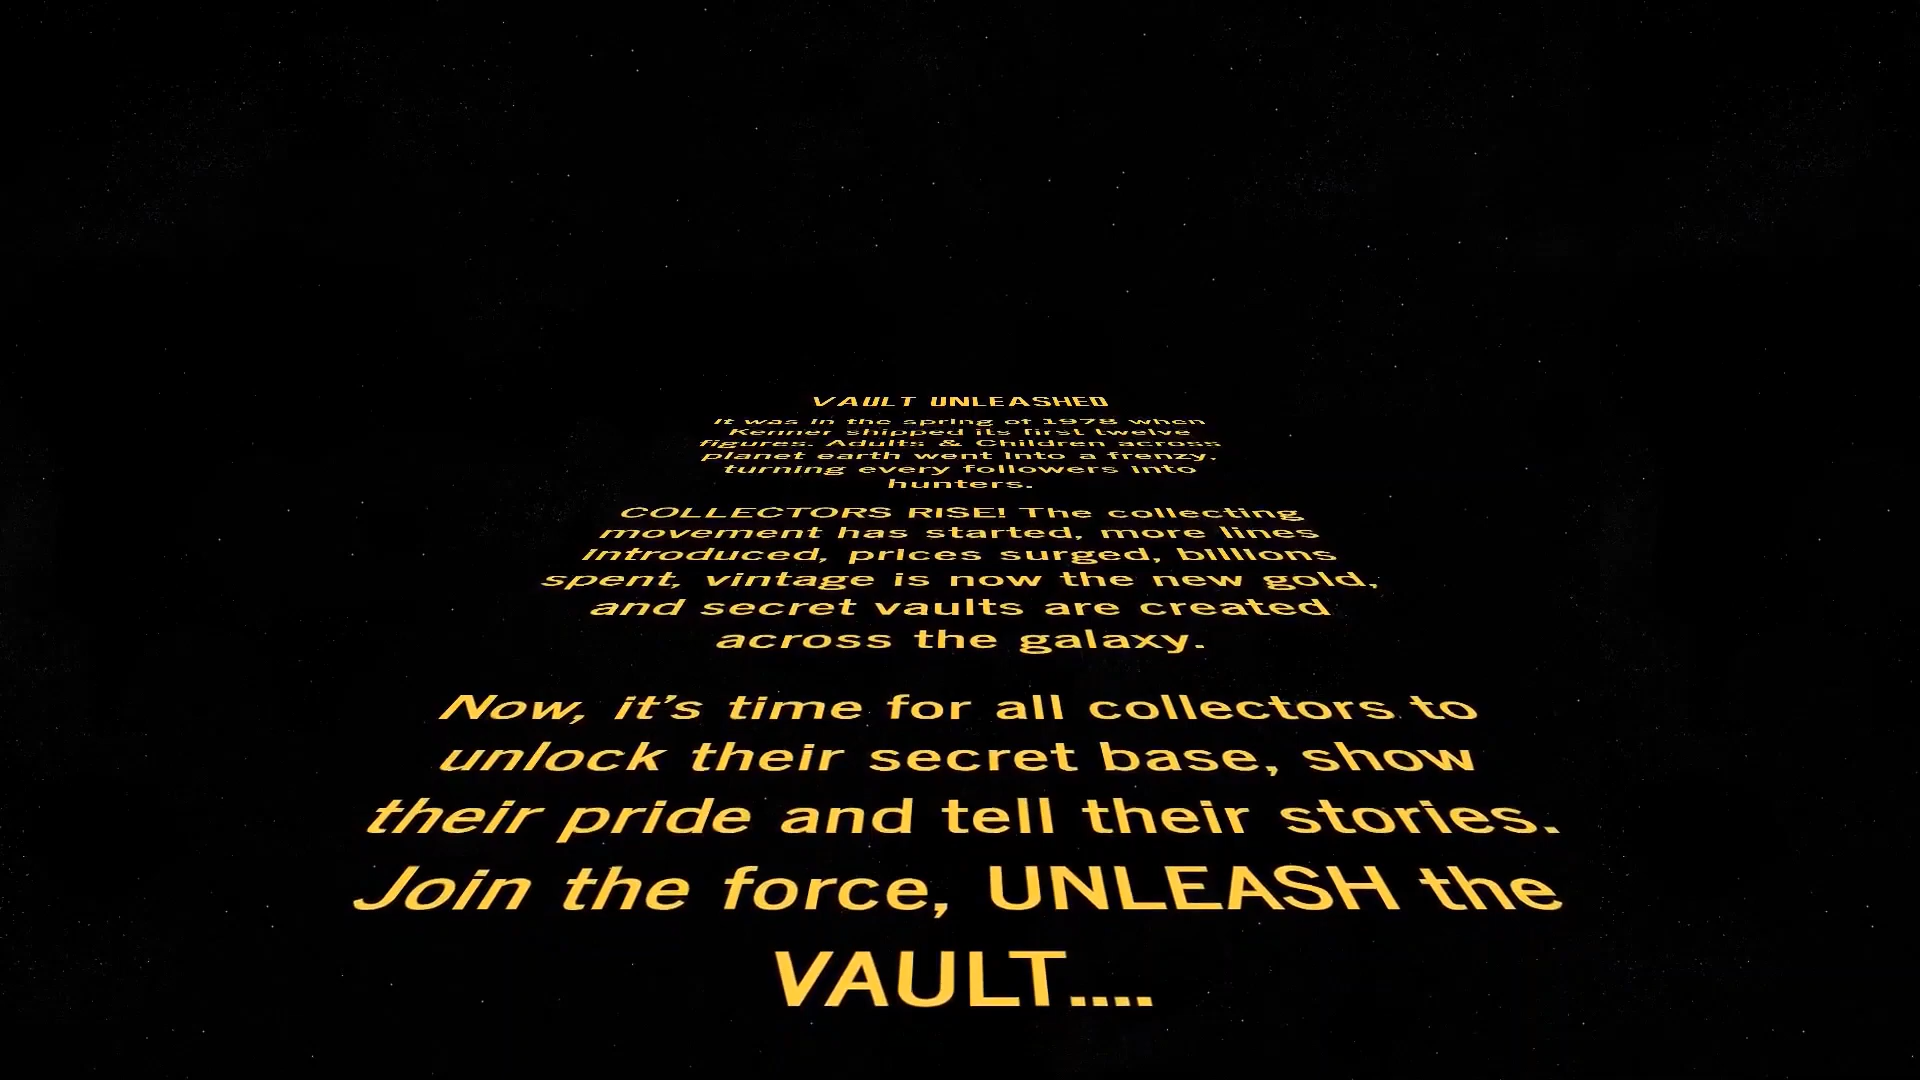 VAULT UNLEASHED
It was in the spring of 1978 when
Kenner shipped its first twelve
figures. Adults & Children across
planet earth went into a frenzy,
turning every followers into
hunters.
COLLECTORS RISE! The collecting
movement has started, more lines
introduced, prices surged, billions
spent, vintage is now the new gold,
and secret vaults are created
across the galaxy.
Now, it's time for all collectors to
unlock their secret base, show
their pride and tell their stories.
Join the force, UNLEASH the
VAULT....